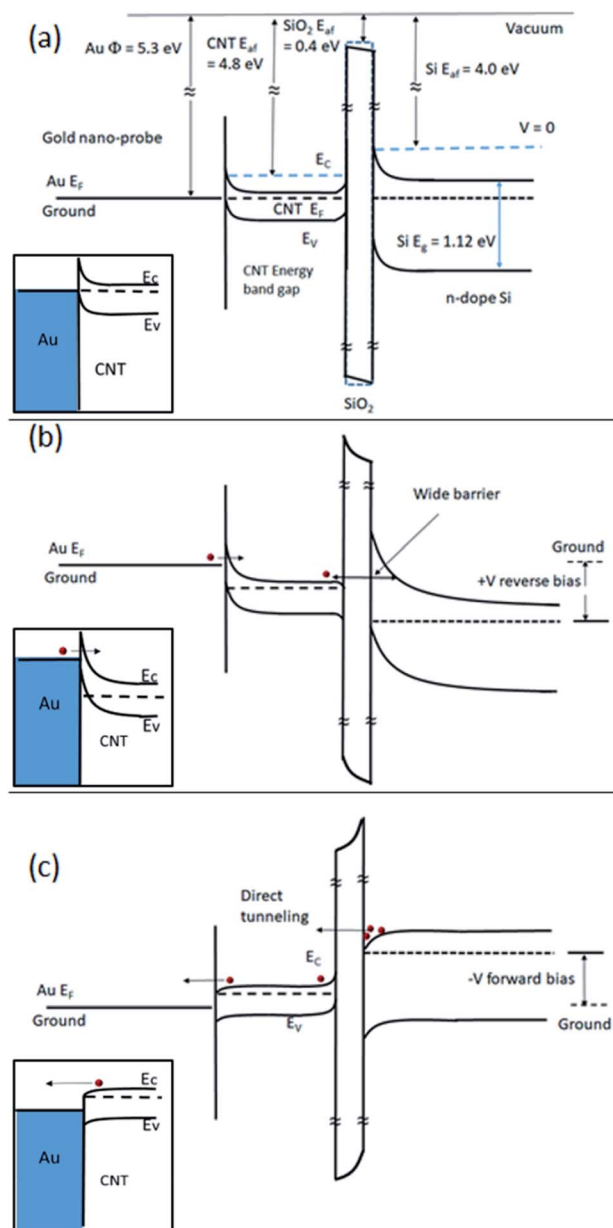 (a)
Au Φ = 5.3 eV
CNT Eaf
= 4.8 eV
SiO2 Eaf
= 0.4 eV
Vacuum
Si Eaf = 4.0 eV
V = 0
Gold nano-probe
EC
Au EF
Ground
CNT EF
EV
Si Eg = 1.12 eV
CNT Energy
band gap
n-dope Si
SiO2
Ec
Ev
Au
CNT
(b)
Wide barrier
Au EF
Ground
Ground
+V reverse bias
Ec
Ev
Au
CNT
(c)
Direct
tunneling
EC
Au EF
Ground
EV
-V forward bias
Ground
Ec
Ev
Au
CNT